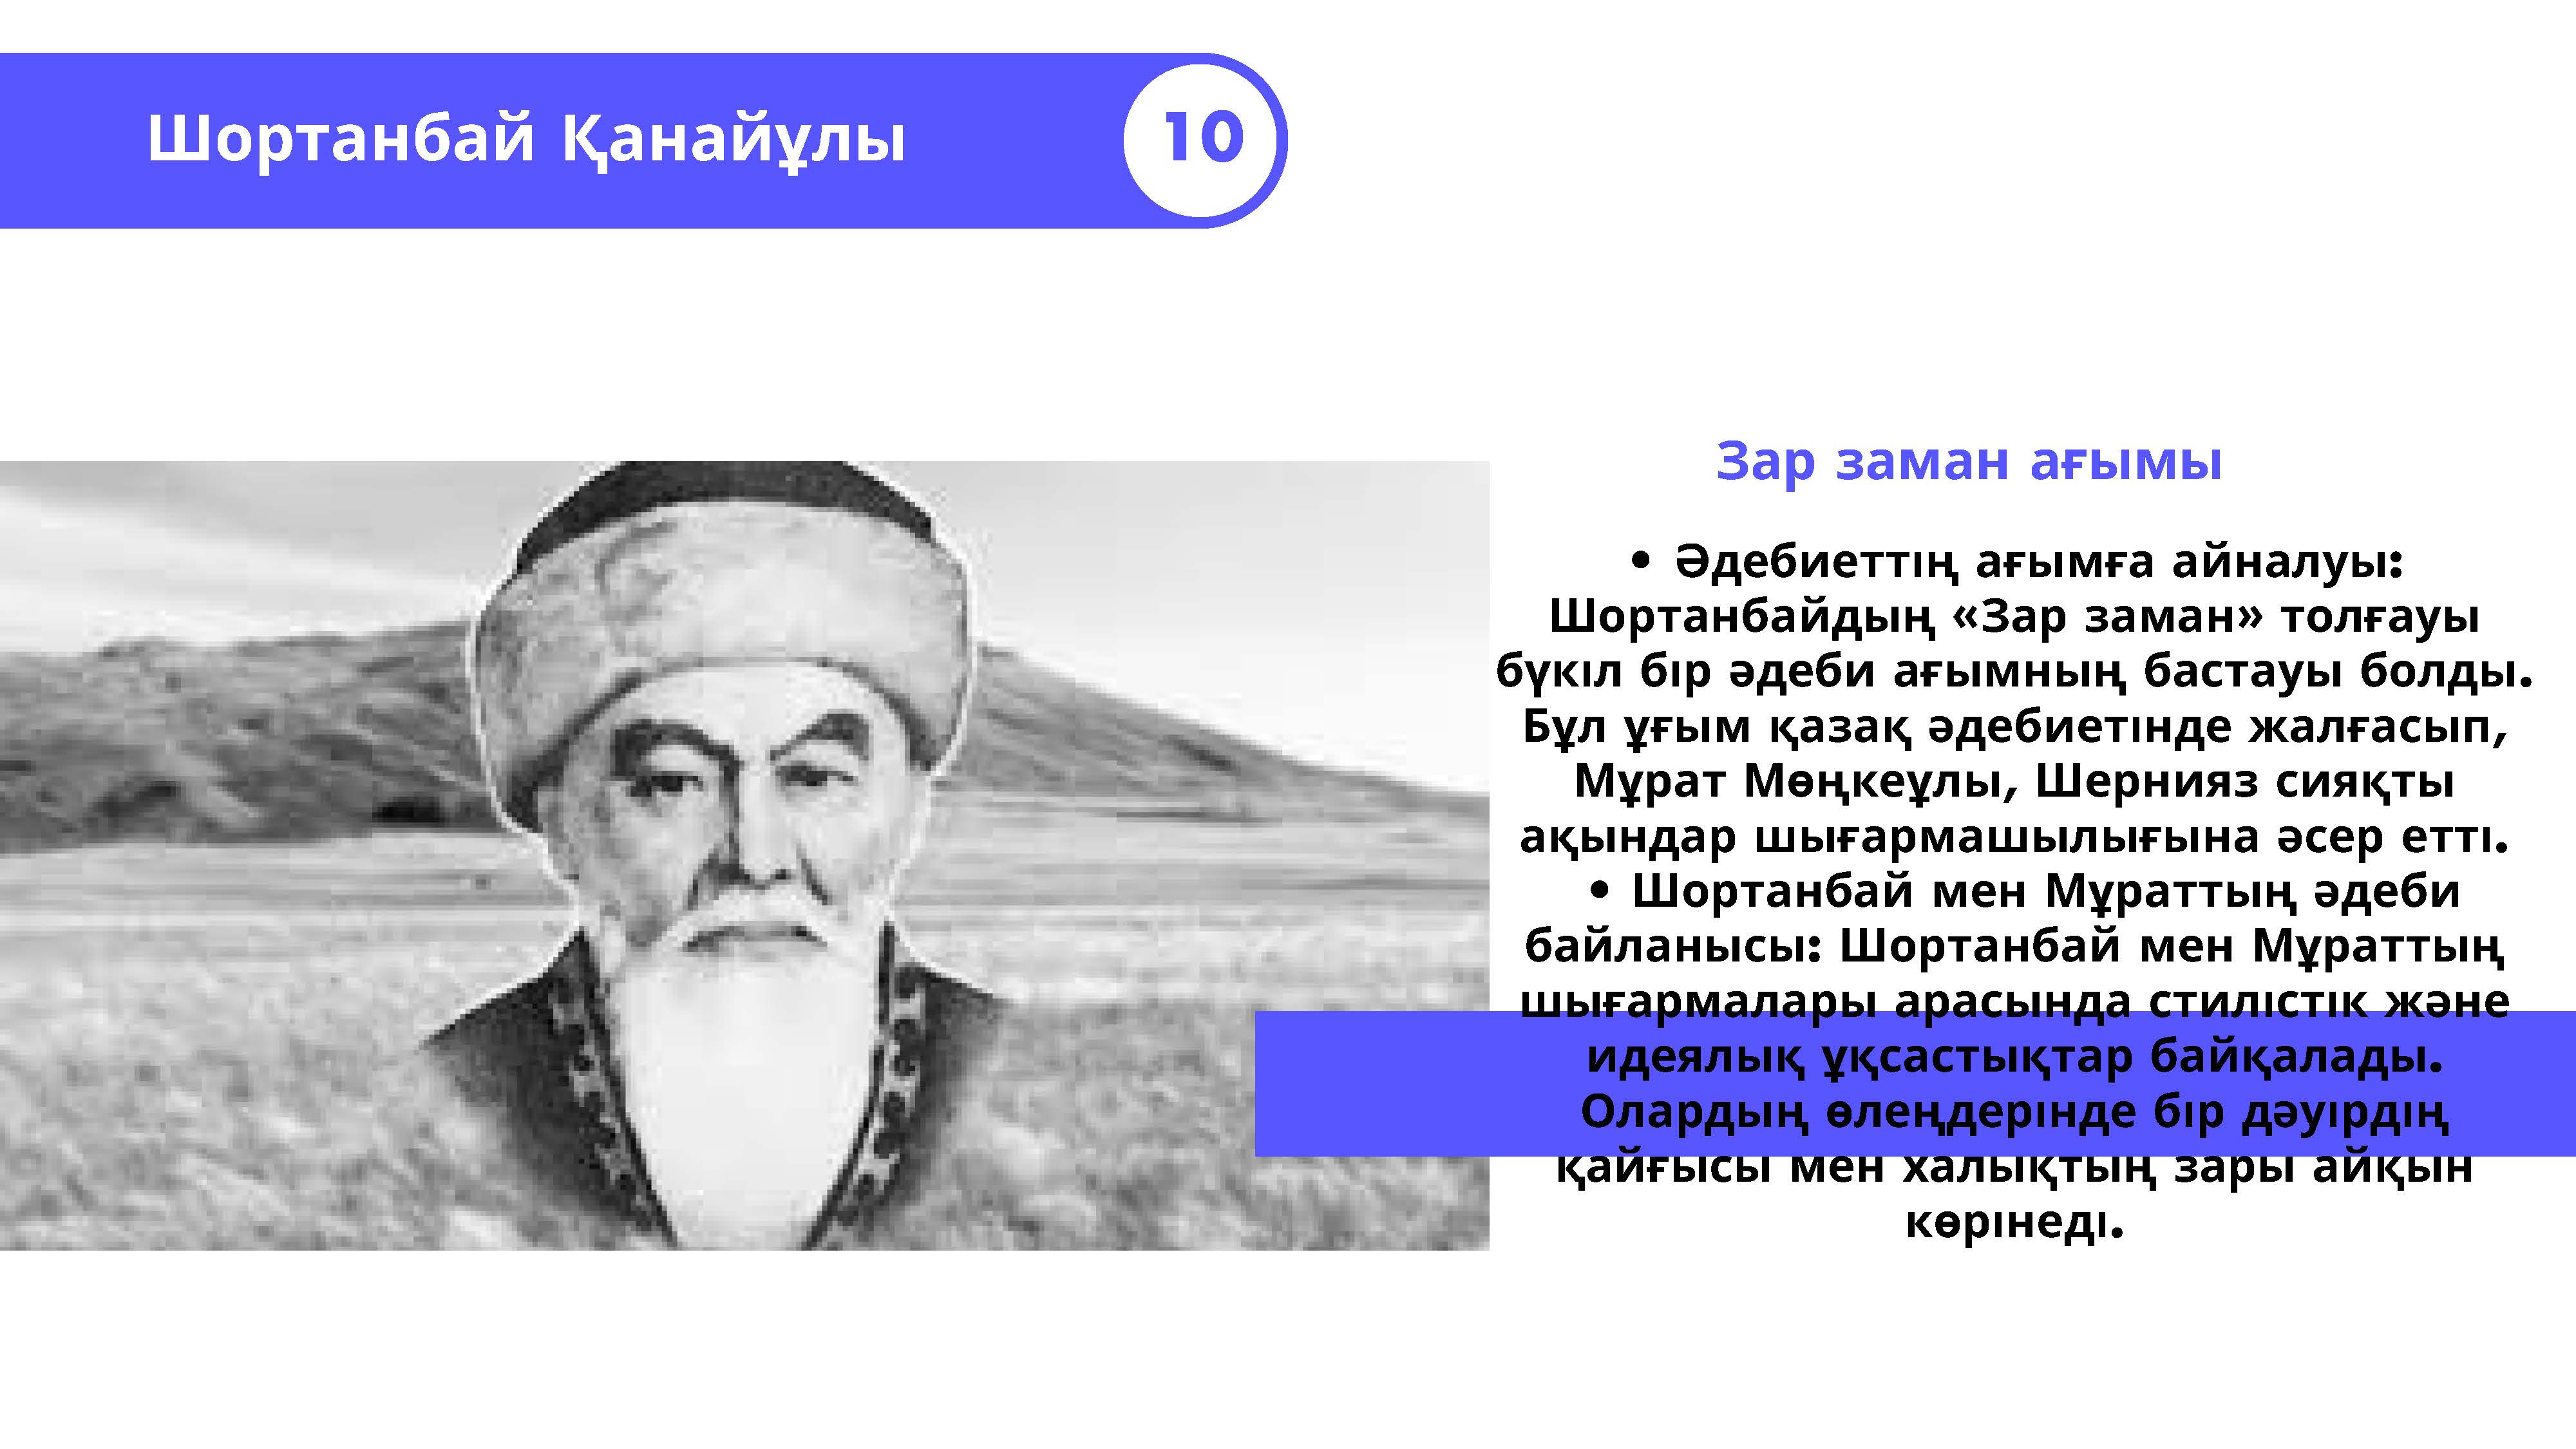 Шортанбай Қанайұлы
10
Зар заман ағымы
• Әдебиеттің ағымға айналуы:
Шортанбайдың «Зар заман» толғауы
бүкіл бір әдеби ағымның бастауы болды.
Бұл ұғым қазақ әдебиетінде жалғасып,
Мұрат Мөңкеұлы, Шернияз сияқты
ақындар шығармашылығына әсер етті.
• Шортанбай мен Мұраттың әдеби
байланысы: Шортанбай мен Мұраттың
шығармалары арасында стилістік және
идеялық ұқсастықтар байқалады.
Олардың өлеңдерінде бір дәуірдің
қайғысы мен халықтың зары айқын
көрінеді.